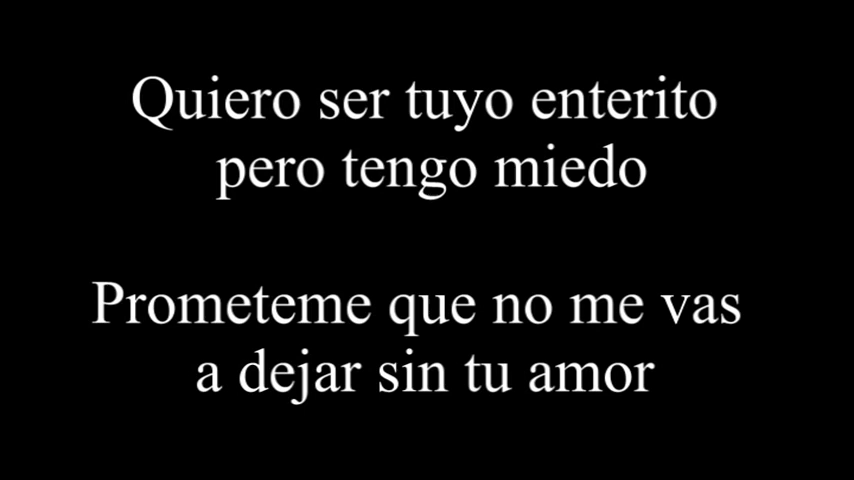 Quiero ser tuyo enterito
pero tengo miedo
Prometeme que no me vas
a dejar sin tu amor